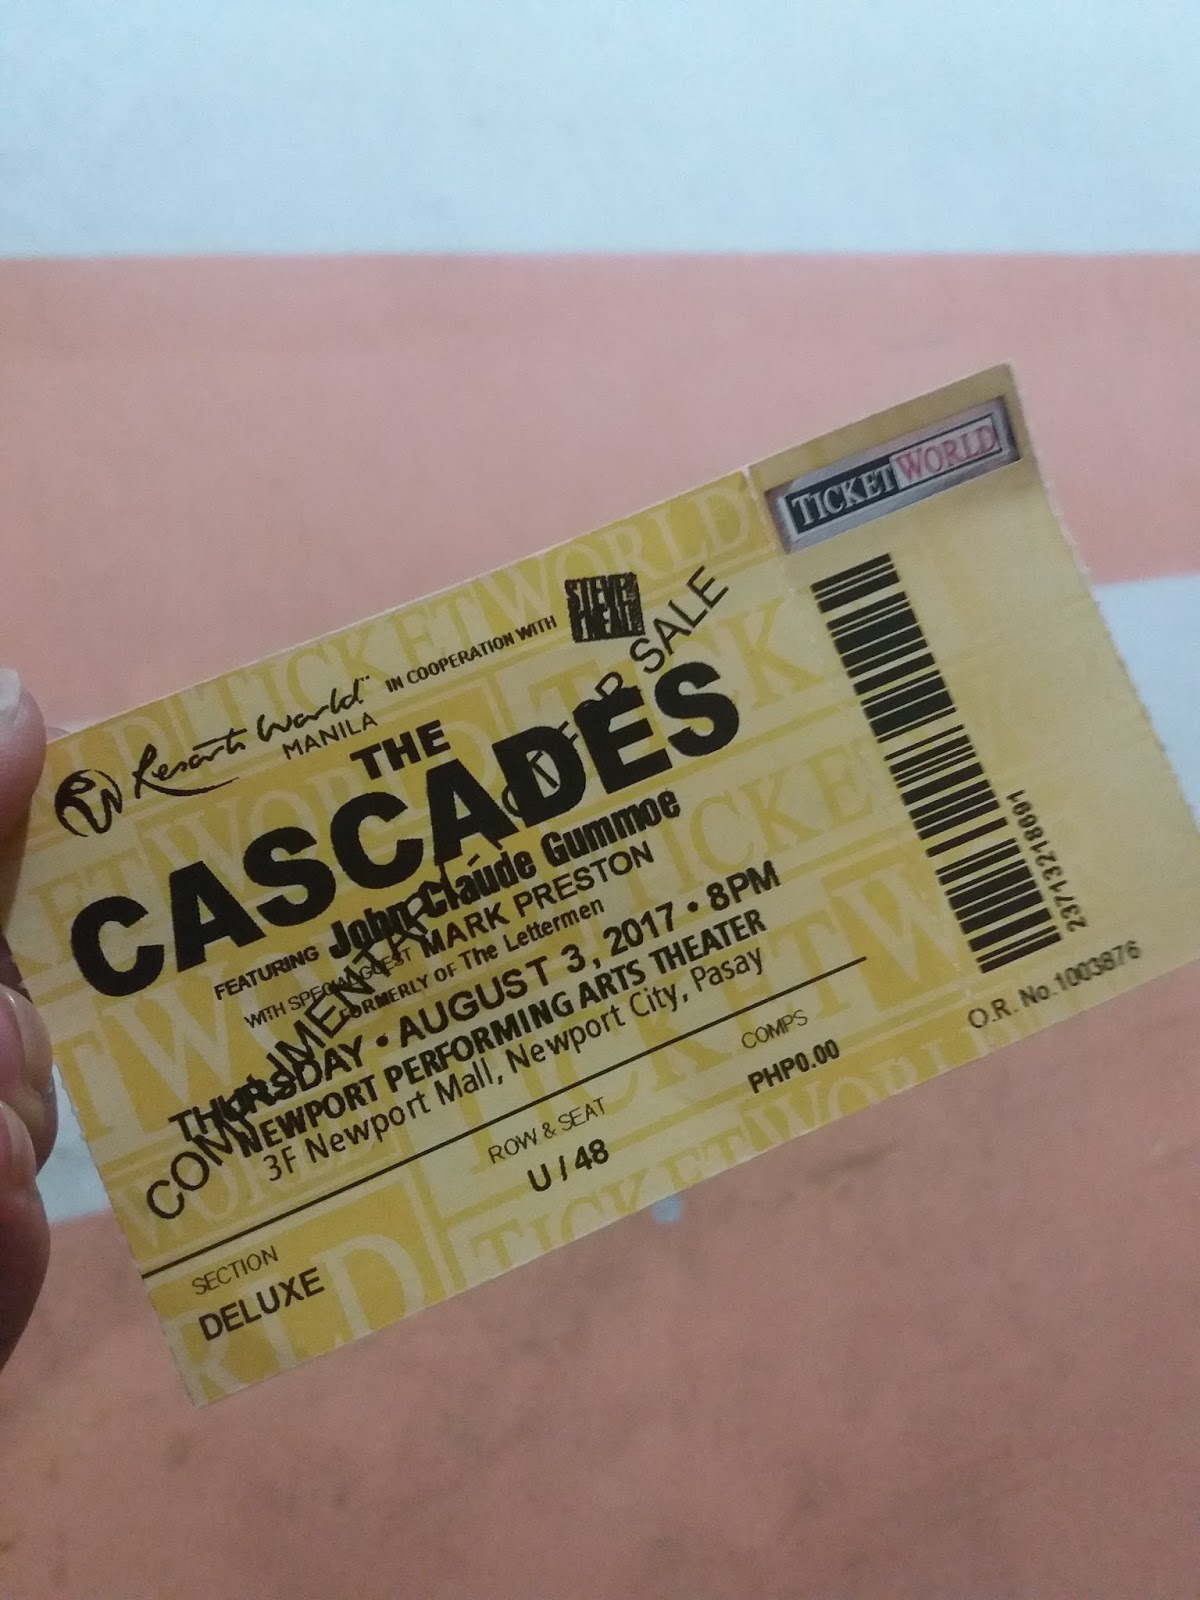 TICKETWORLD
Resorts World
MANILA
IN COOPERATION WITH
THE
CASCADES
FEATURING John Claude Gummoe
WITH SPECIAL GUEST MARK PRESTON
FORMERLY OF The Lettermen
THURSDAY • AUGUST 3, 2017 • 8PM
NEWPORT PERFORMING ARTS THEATER
3F Newport Mall, Newport City, Pasay
COMPLIMENTARY / NOT FOR SALE
SECTION
DELUXE
ROW & SEAT
U / 48
COMPS
PHP0.00
2371321869 1
O.R. No.1003876